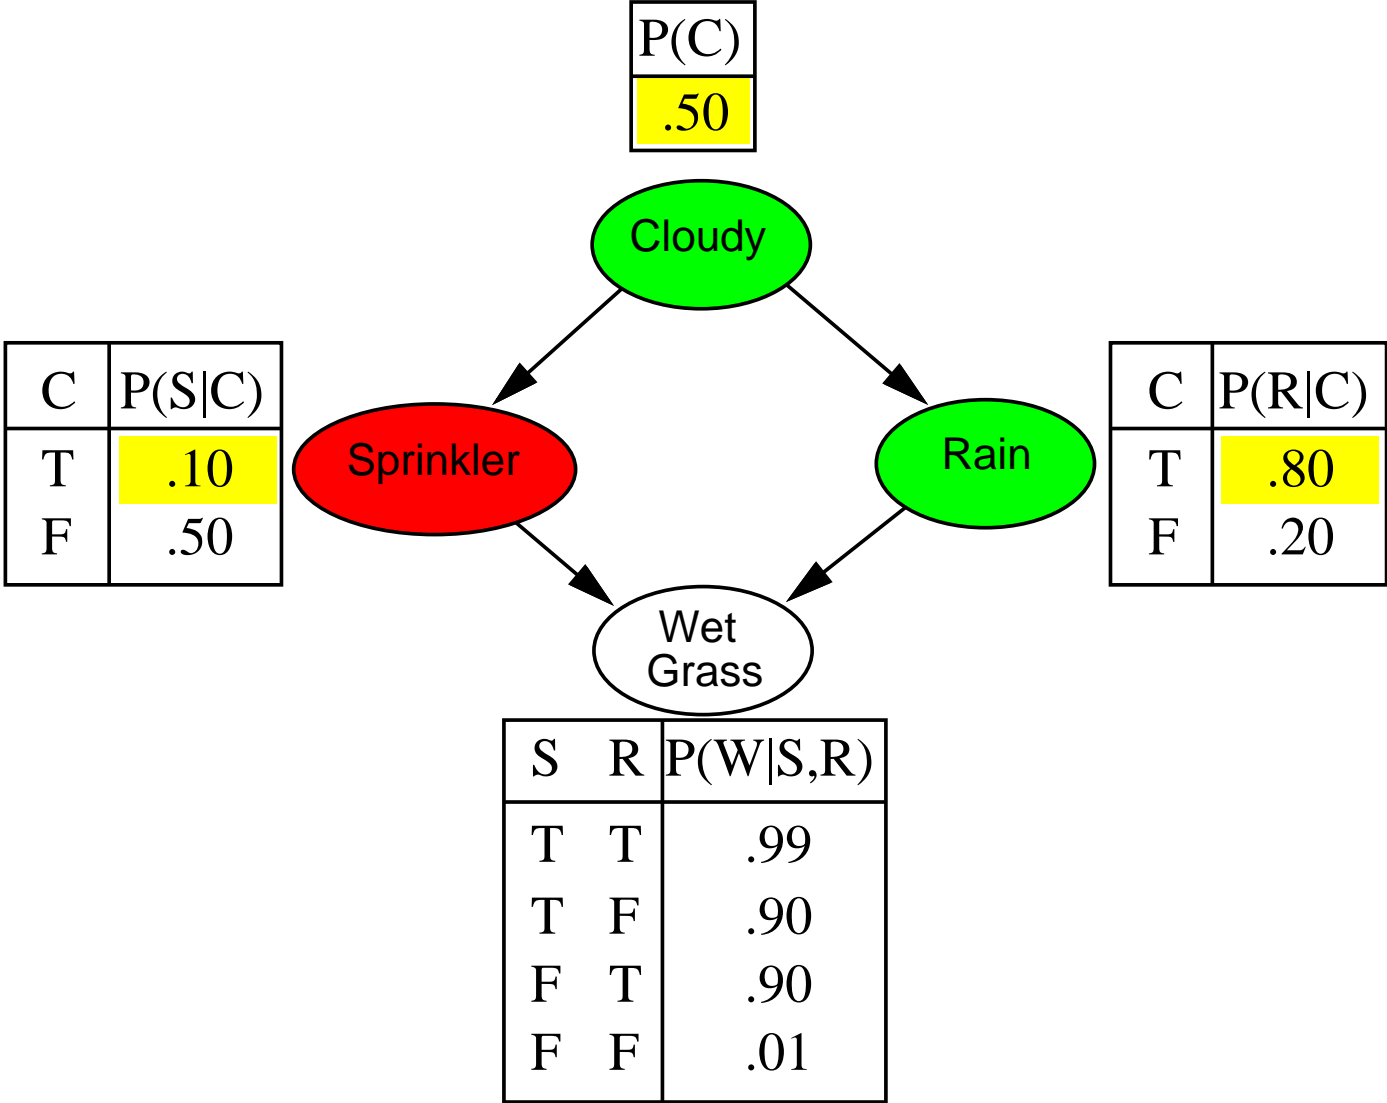 P(C)
.50
Cloudy
C P(S|C)
T .10
F .50
Sprinkler
Rain
C P(R|C)
T .80
F .20
Wet
Grass
S R P(W|S,R)
T T .99
T F .90
F T .90
F F .01